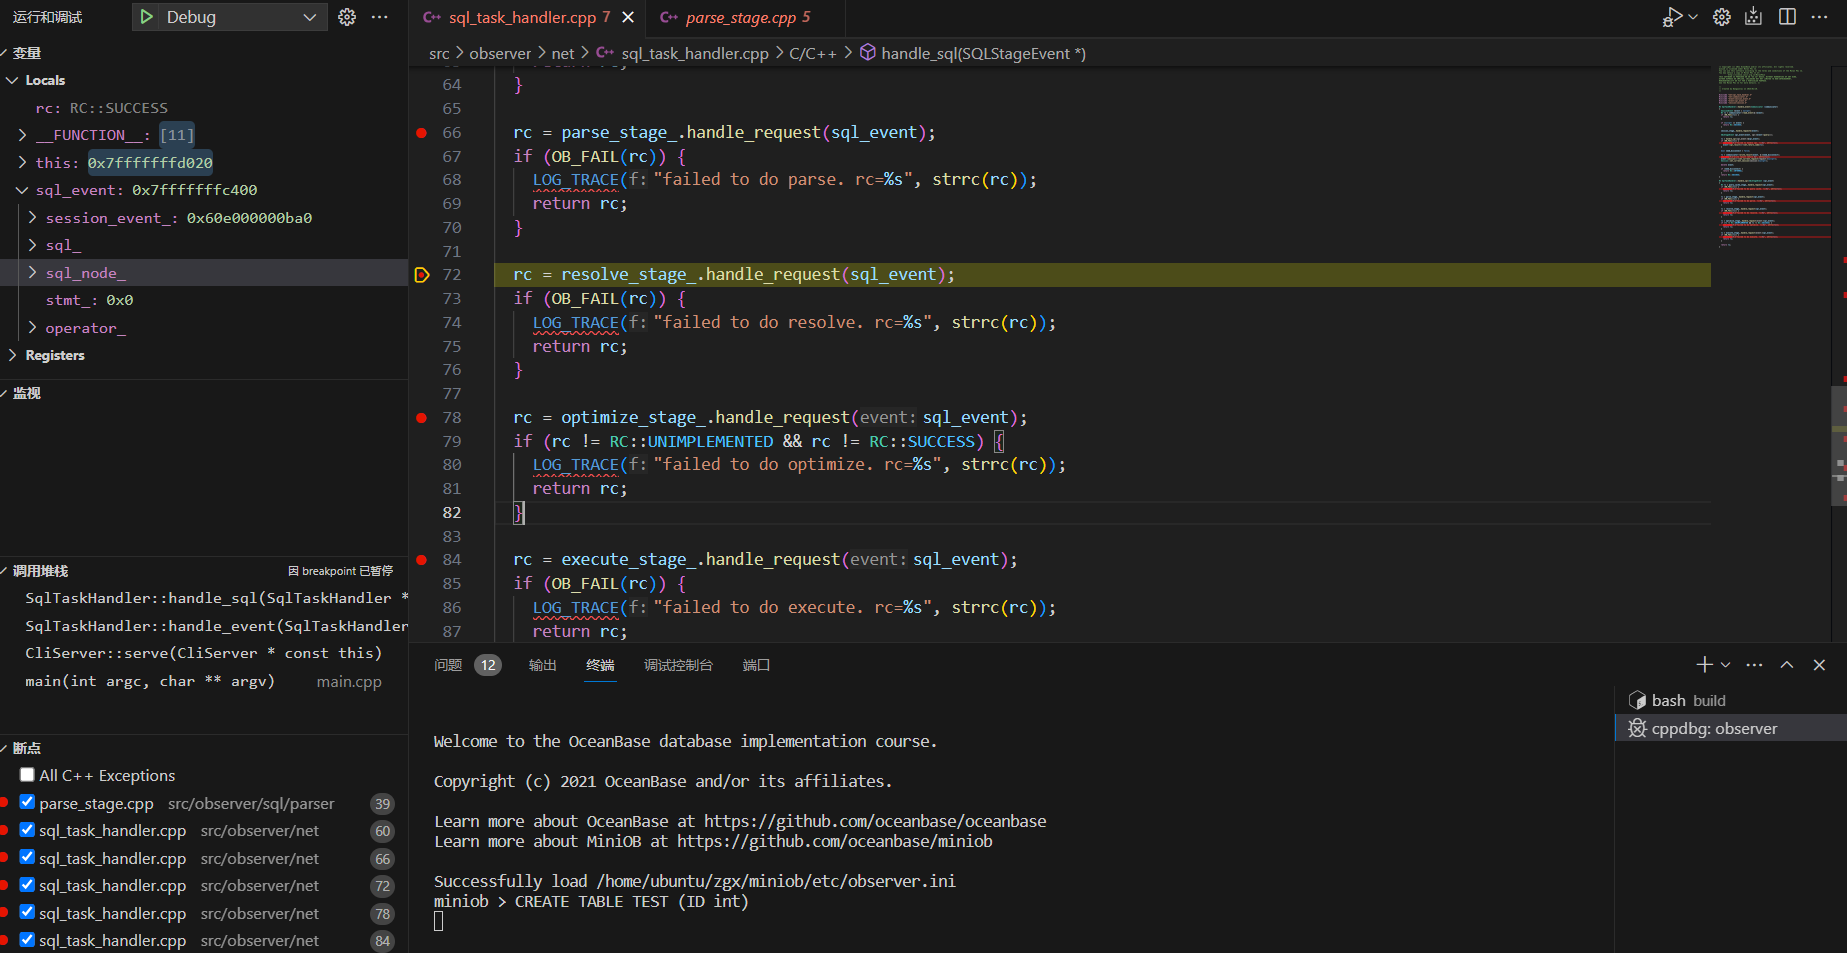 运行和调试
Debug
变量
Locals
rc: RC::SUCCESS
__FUNCTION__: [11]
this: 0x7fffffffd020
sql_event: 0x7fffffffc400
session_event_: 0x60e000000ba0
sql_
sql_node_
stmt_: 0x0
operator_
Registers
监视
调用堆栈 因 breakpoint 已暂停
SqlTaskHandler::handle_sql(SqlTaskHandler *
SqlTaskHandler::handle_event(SqlTaskHandler
CliServer::serve(CliServer * const this)
main(int argc, char ** argv) main.cpp
断点
All C++ Exceptions
parse_stage.cpp src/observer/sql/parser 39
sql_task_handler.cpp src/observer/net 60
sql_task_handler.cpp src/observer/net 66
sql_task_handler.cpp src/observer/net 72
sql_task_handler.cpp src/observer/net 78
sql_task_handler.cpp src/observer/net 84
sql_task_handler.cpp 7
parse_stage.cpp 5
src > observer > net > sql_task_handler.cpp > C/C++ > handle_sql(SQLStageEvent *)
64 }
65
66 rc = parse_stage_.handle_request(sql_event);
67 if (OB_FAIL(rc)) {
68 LOG_TRACE(f: "failed to do parse. rc=%s", strrc(rc));
69 return rc;
70 }
71
72 rc = resolve_stage_.handle_request(sql_event);
73 if (OB_FAIL(rc)) {
74 LOG_TRACE(f: "failed to do resolve. rc=%s", strrc(rc));
75 return rc;
76 }
77
78 rc = optimize_stage_.handle_request(event: sql_event);
79 if (rc != RC::UNIMPLEMENTED && rc != RC::SUCCESS) {
80 LOG_TRACE(f: "failed to do optimize. rc=%s", strrc(rc));
81 return rc;
82 }
83
84 rc = execute_stage_.handle_request(event: sql_event);
85 if (OB_FAIL(rc)) {
86 LOG_TRACE(f: "failed to do execute. rc=%s", strrc(rc));
87 return rc;
问题 12 输出 终端 调试控制台 端口
Welcome to the OceanBase database implementation course.
Copyright (c) 2021 OceanBase and/or its affiliates.
Learn more about OceanBase at https://github.com/oceanbase/oceanbase
Learn more about MiniOB at https://github.com/oceanbase/miniob
Successfully load /home/ubuntu/zgx/miniob/etc/observer.ini
miniob > CREATE TABLE TEST (ID int)
bash build
cppdbg: observer